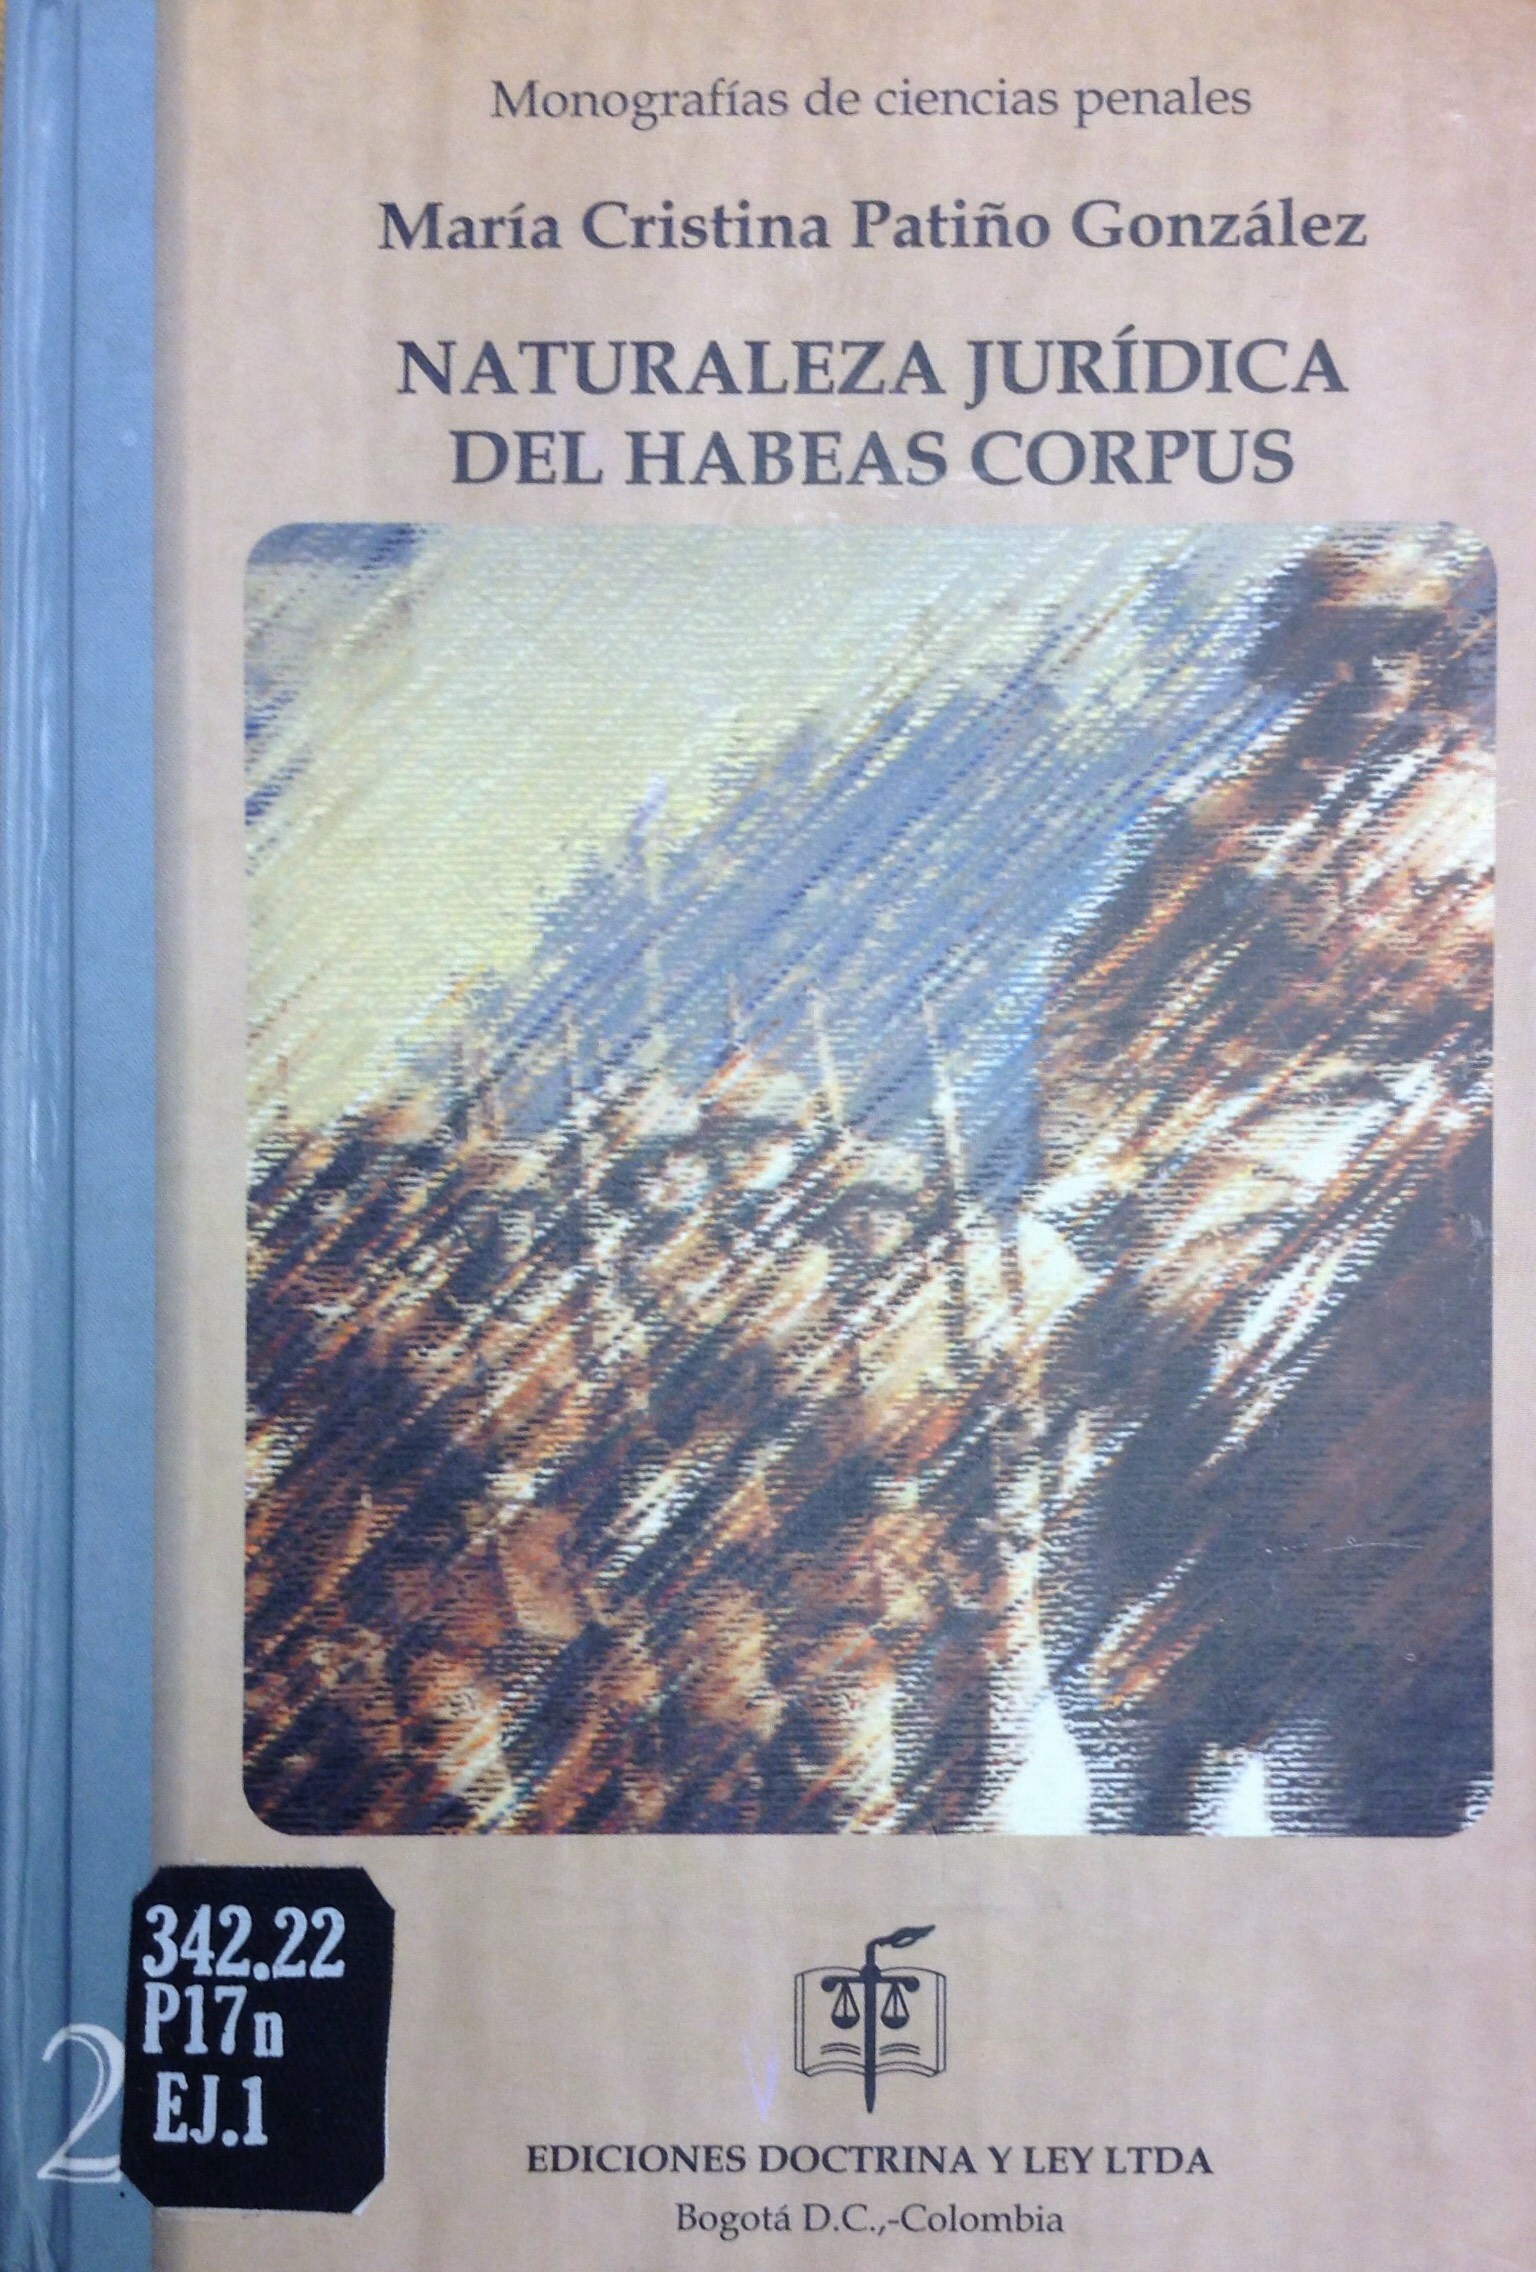 Monografías de ciencias penales
María Cristina Patiño González
NATURALEZA JURÍDICA
DEL HABEAS CORPUS
342.22
P17n
EJ.1
2
EDICIONES DOCTRINA Y LEY LTDA
Bogotá D.C.,-Colombia